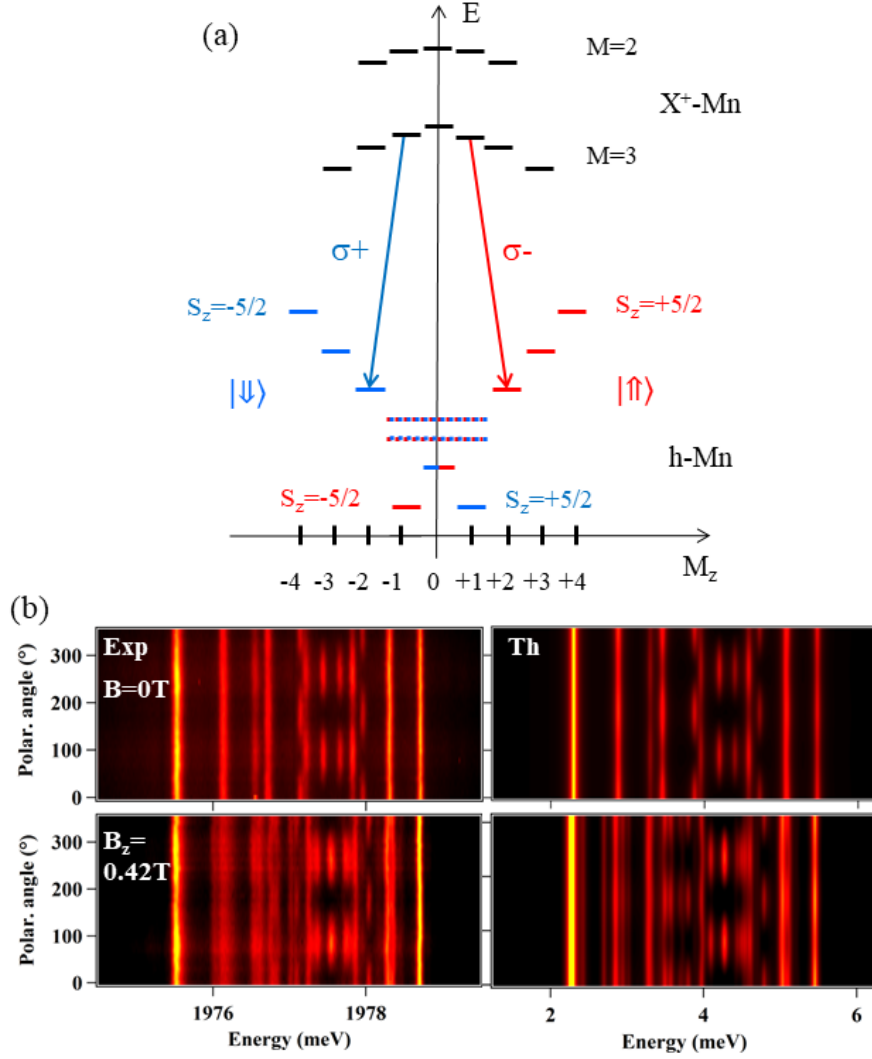 (a)
E
M=2
X⁺-Mn
M=3
σ+
σ-
S_z=-5/2
S_z=+5/2
|⇓⟩
|⇑⟩
h-Mn
S_z=-5/2
S_z=+5/2
-4 -3 -2 -1 0 +1 +2 +3 +4
M_z
(b)
Exp
B=0T
Th
300
200
100
0
Polar. angle (°)
B_z=
0.42T
300
200
100
0
Polar. angle (°)
1976 1978
Energy (meV)
2 4 6
Energy (meV)